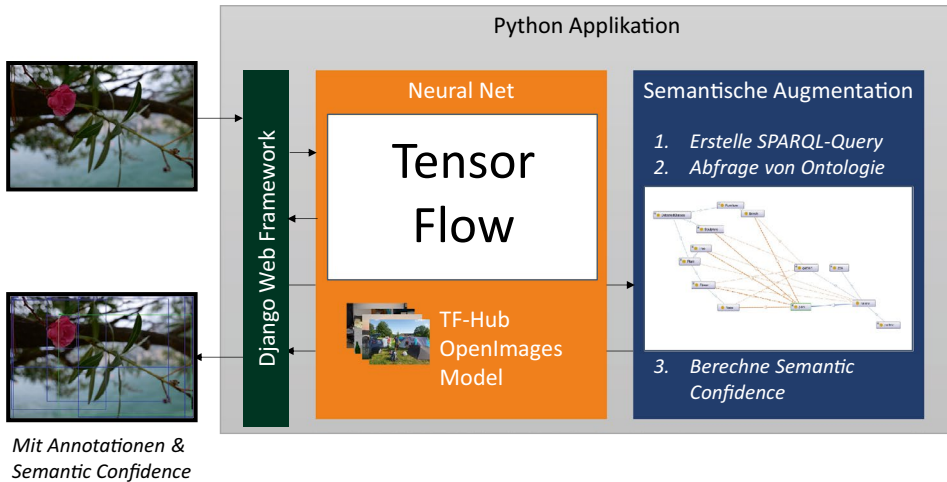 Python Applikation
Django Web Framework
Neural Net
Tensor
Flow
TF-Hub
OpenImages
Model
Semantische Augmentation
1. Erstelle SPARQL-Query
2. Abfrage von Ontologie
3. Berechne Semantic
Confidence
Mit Annotationen &
Semantic Confidence